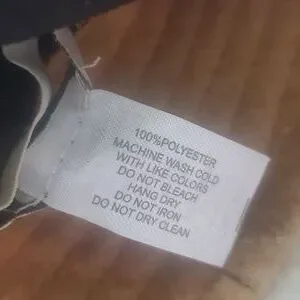 100%POLYESTER
MACHINE WASH COLD
WITH LIKE COLORS
DO NOT BLEACH
HANG DRY
DO NOT IRON
DO NOT DRY CLEAN